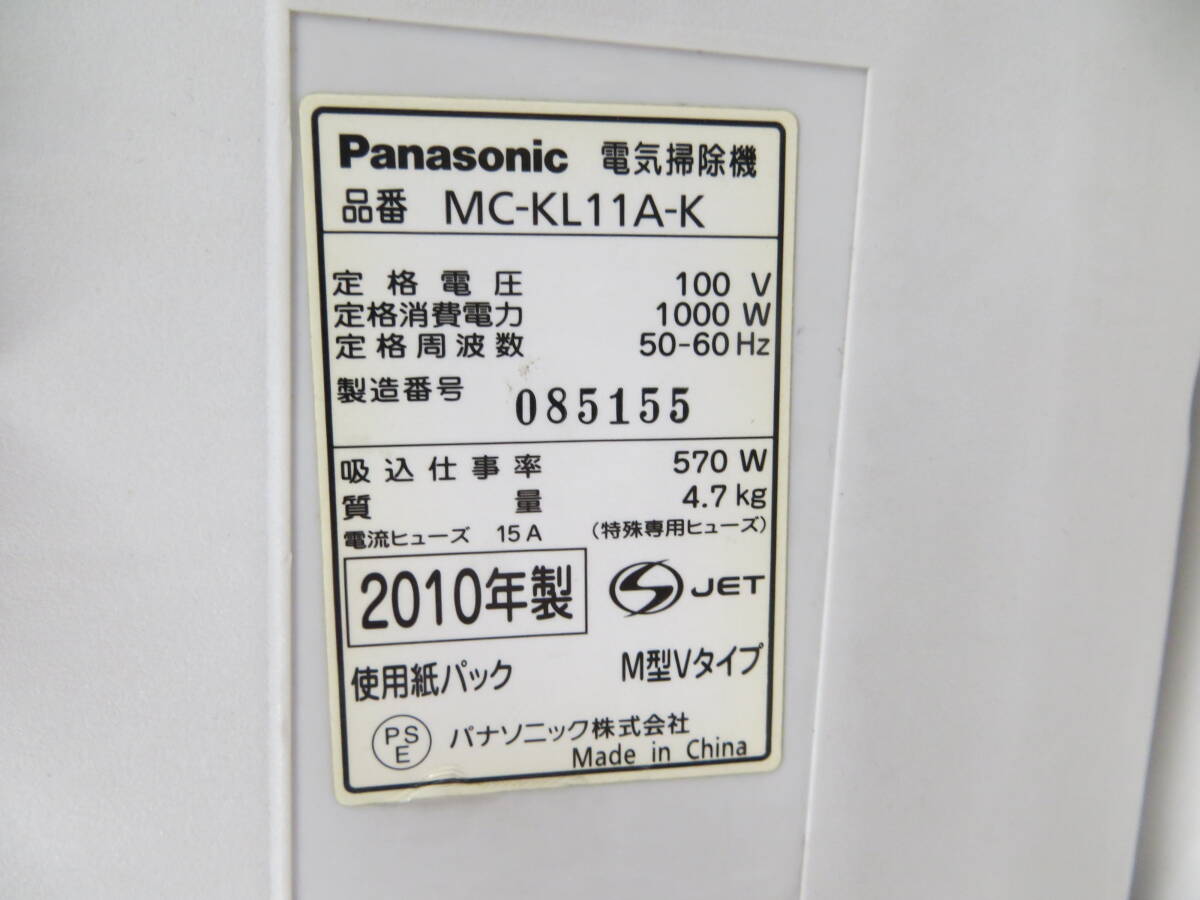 Panasonic 電気掃除機
品番 MC-KL11A-K
定格電圧 100 V
定格消費電力 1000 W
定格周波数 50-60 Hz
製造番号 085155
吸込仕事率 570 W
質量 4.7 kg
電流ヒューズ 15 A (特殊専用ヒューズ)
2010年製 S JET
使用紙パック M型Vタイプ
PSE パナソニック株式会社
Made in China